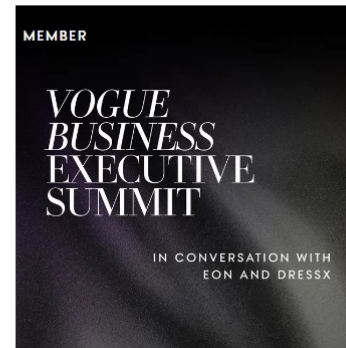 MEMBER
VOGUE
BUSINESS
EXECUTIVE
SUMMIT
IN CONVERSATION WITH
EON AND DRESSX